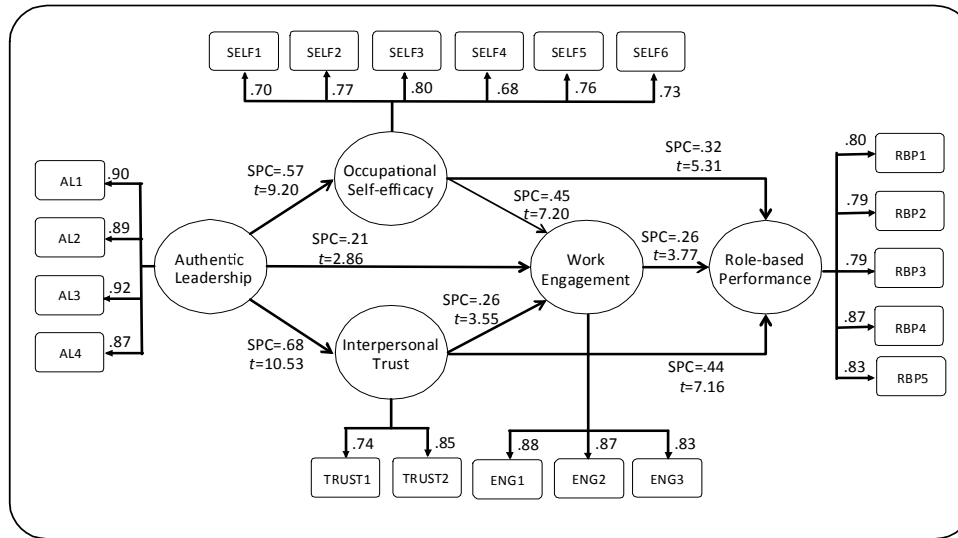 SELF1
SELF2
SELF3
SELF4
SELF5
SELF6
.70
.77
.80
.68
.76
.73
AL1
AL2
AL3
AL4
.90
.89
.92
.87
Authentic
Leadership
SPC=.57
t=9.20
Occupational
Self-efficacy
SPC=.32
t=5.31
SPC=.45
t=7.20
SPC=.21
t=2.86
Work
Engagement
SPC=.26
t=3.77
Role-based
Performance
SPC=.68
t=10.53
Interpersonal
Trust
SPC=.26
t=3.55
SPC=.44
t=7.16
.80
.79
.79
.87
.83
RBP1
RBP2
RBP3
RBP4
RBP5
.74
.85
TRUST1
TRUST2
.88
.87
.83
ENG1
ENG2
ENG3